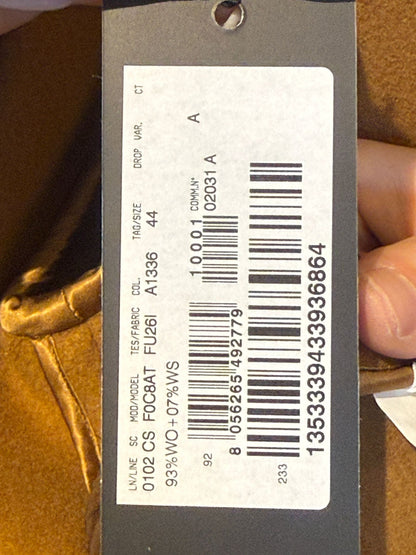 LN/LINE SC MOD/MODEL TES/FABRIC COL. TAG/SIZE DROP VAR. CT
0102 CS F0C8AT FU26I A1336 44 A
93%WO+07%WS
10001 COMM.N°
02031 A
92
8 056265 492779
233
1353339433936864